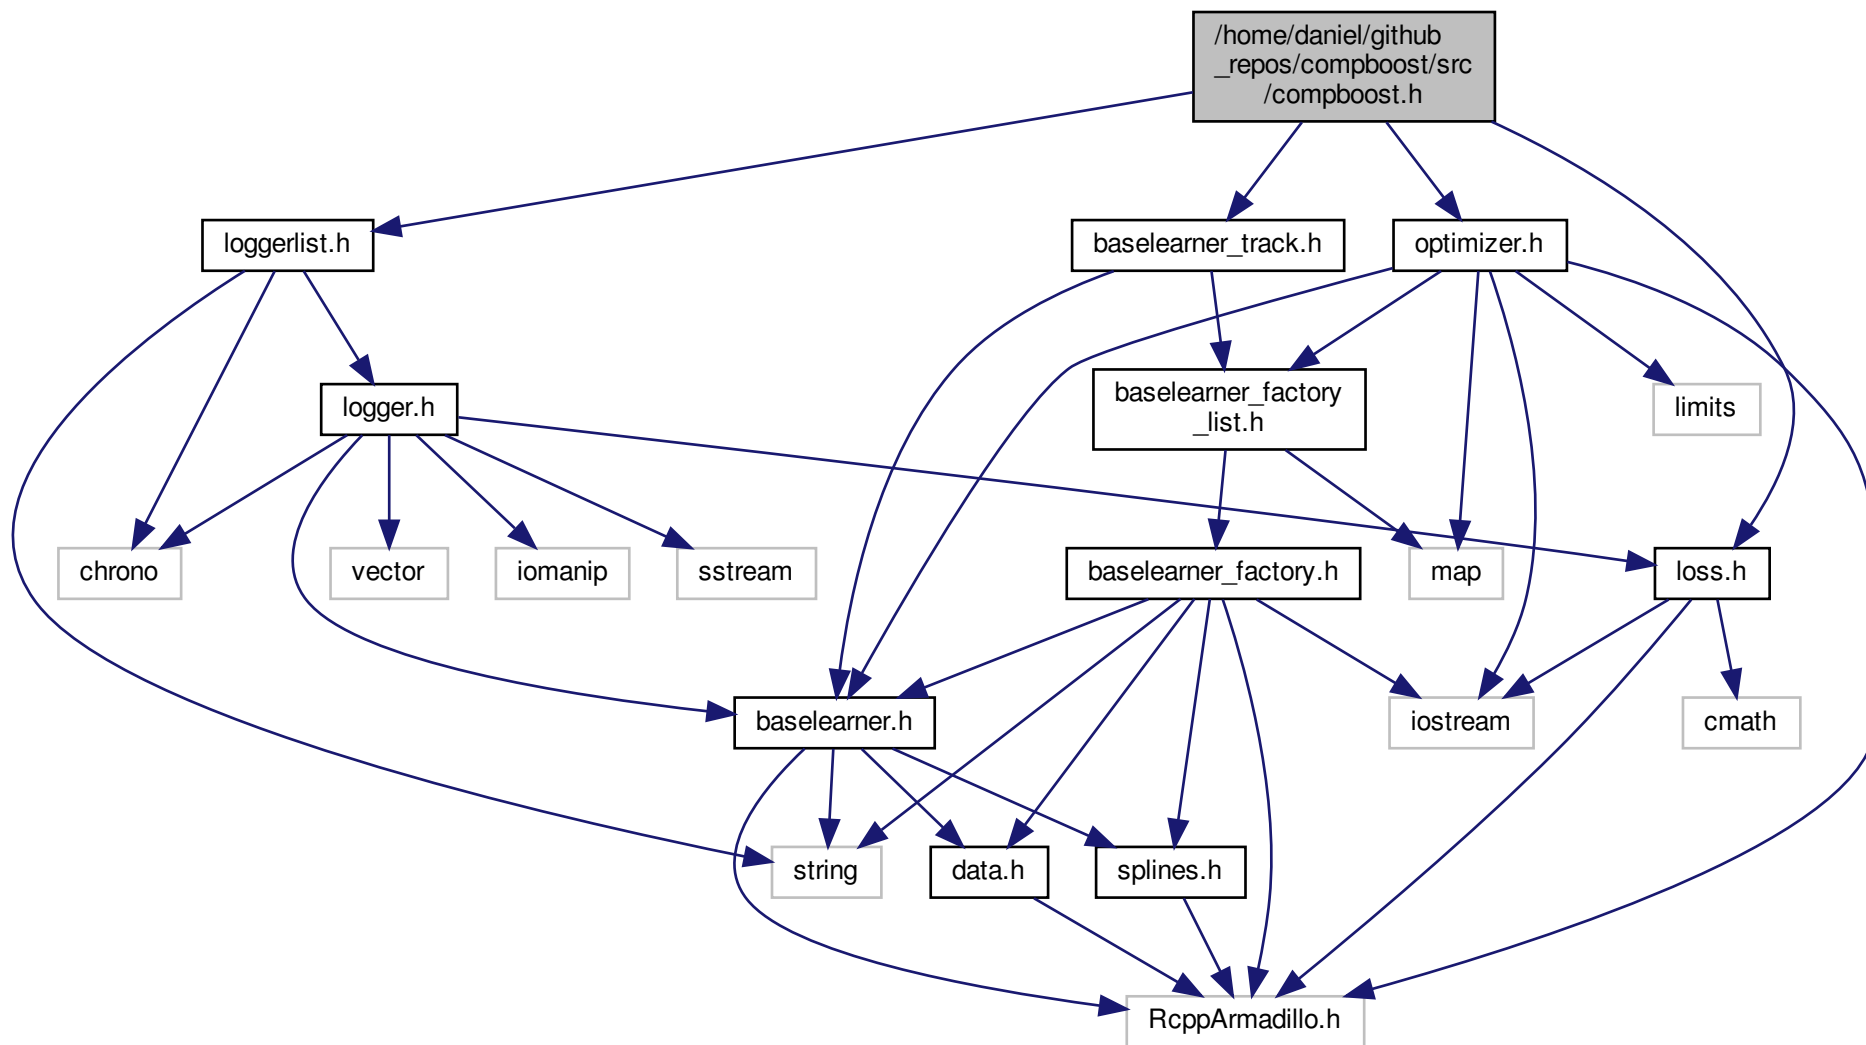 /home/daniel/github
_repos/compboost/src
/compboost.h
loggerlist.h
baselearner_track.h
optimizer.h
logger.h
baselearner_factory
_list.h
limits
chrono
vector
iomanip
sstream
baselearner_factory.h
map
loss.h
baselearner.h
iostream
cmath
string
data.h
splines.h
RcppArmadillo.h